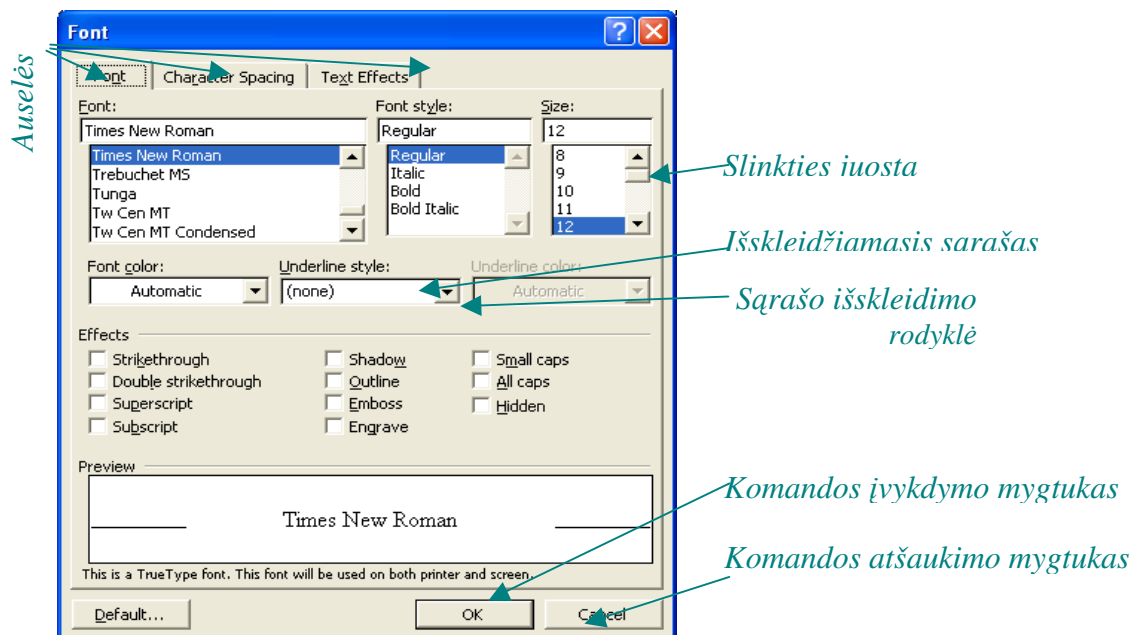 Font
Auselės
Font
Character Spacing
Text Effects
Font:
Font style:
Size:
Times New Roman
Regular
12
Times New Roman
Trebuchet MS
Tunga
Tw Cen MT
Tw Cen MT Condensed
Regular
Italic
Bold
Bold Italic
8
9
10
11
12
Slinkties iuosta
Išskleidžiamasis sarašas
Sąrašo išskleidimo
rodyklė
Font color:
Underline style:
Underline color:
Automatic
(none)
Automatic
Effects
Strikethrough
Double strikethrough
Superscript
Subscript
Shadow
Outline
Emboss
Engrave
Small caps
All caps
Hidden
Preview
Times New Roman
This is a TrueType font. This font will be used on both printer and screen.
Komandos įvykdymo mygtukas
Komandos atšaukimo mygtukas
Default...
OK
Cancel